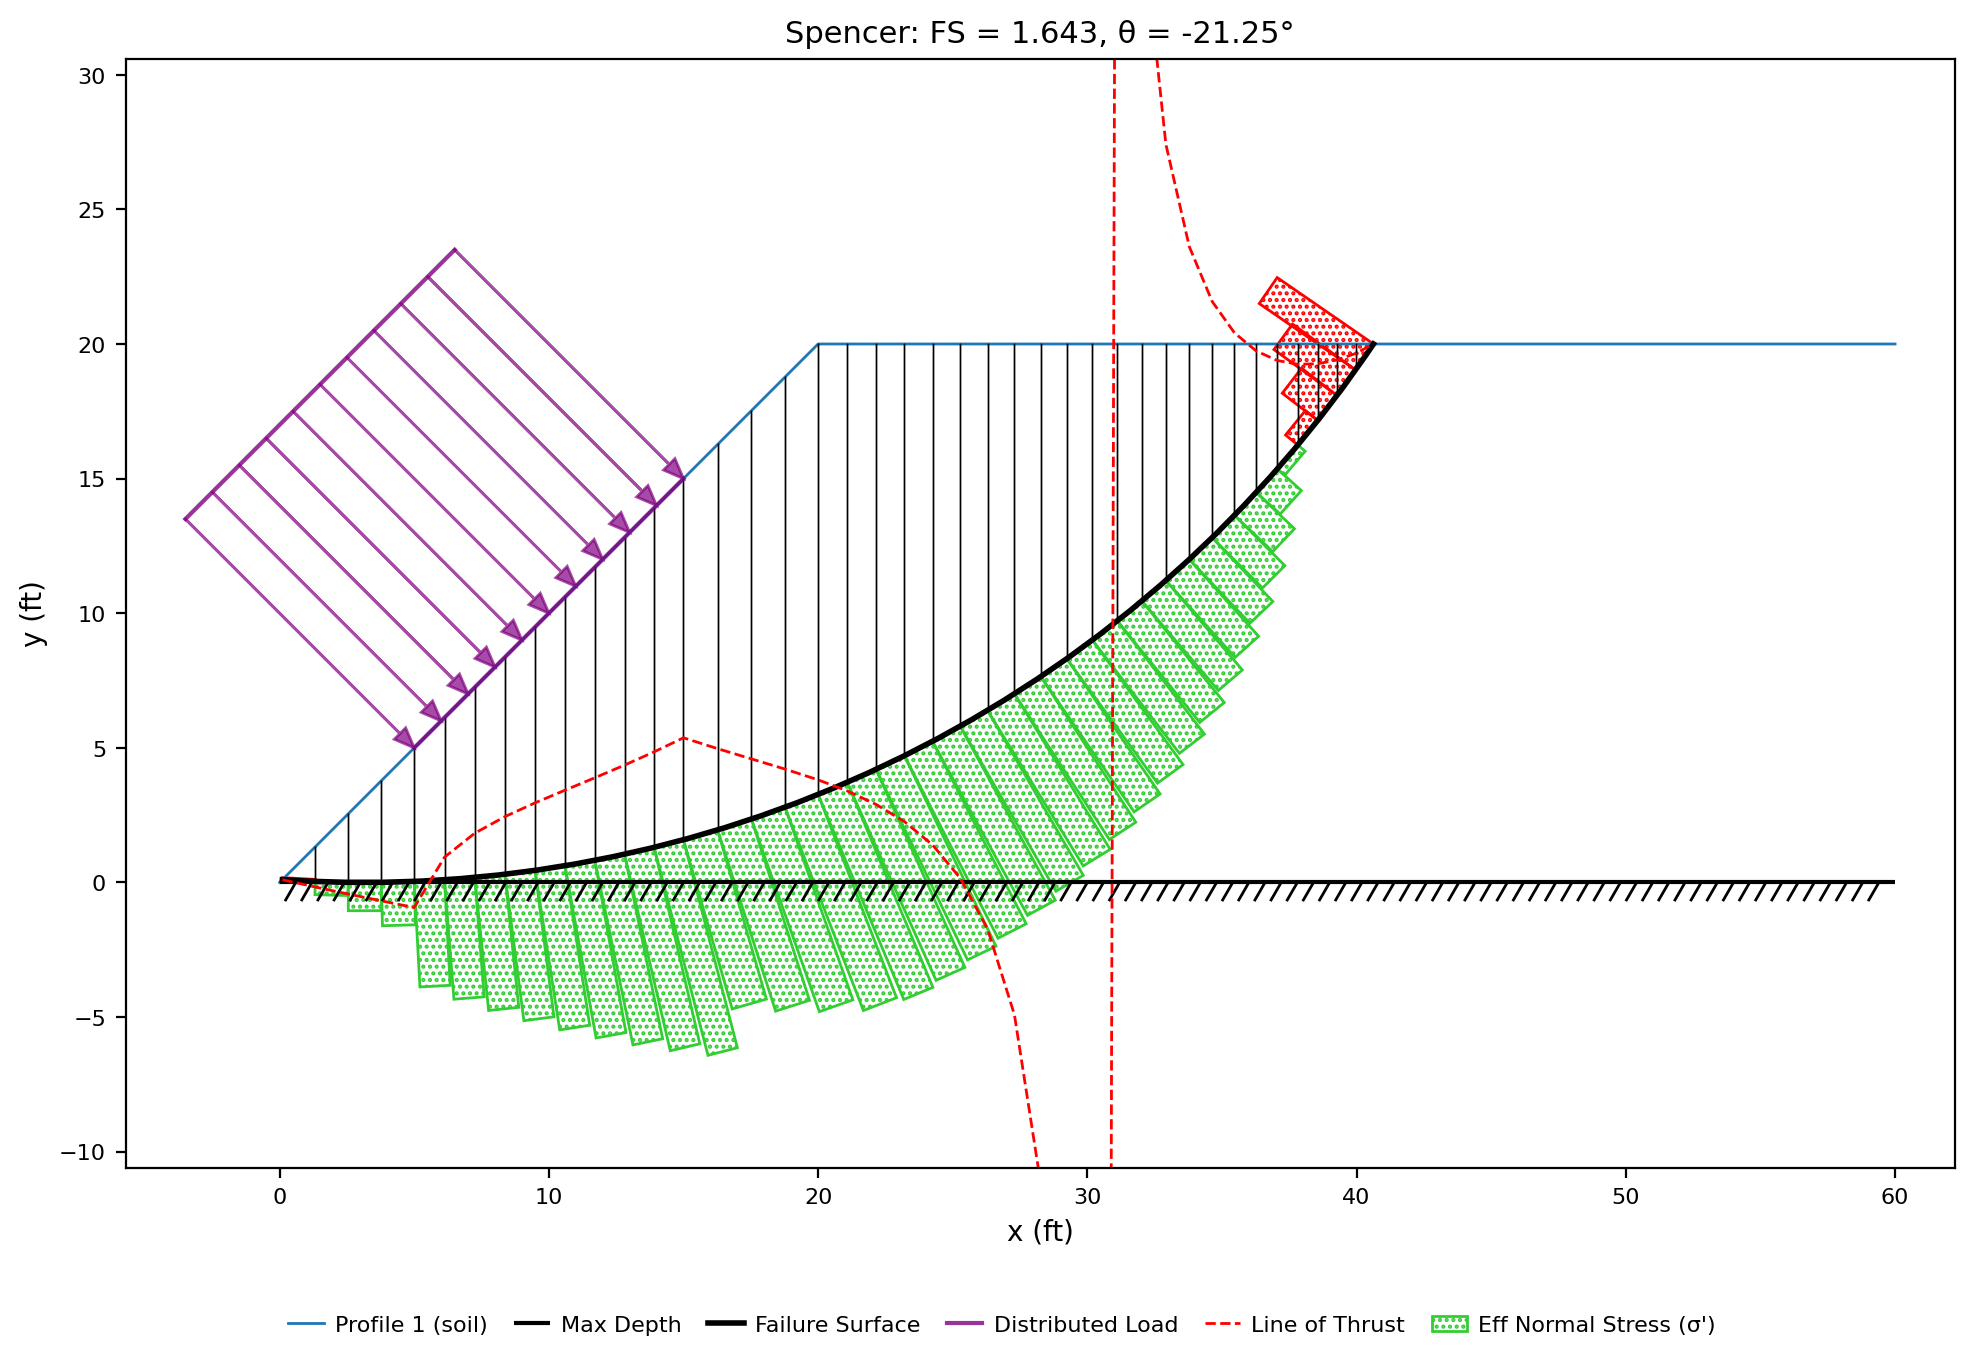 Spencer: FS = 1.643, θ = -21.25°
30
25
20
15
10
5
0
−5
−10
y (ft)
0 10 20 30 40 50 60
x (ft)
Profile 1 (soil) Max Depth Failure Surface Distributed Load Line of Thrust Eff Normal Stress (σ')